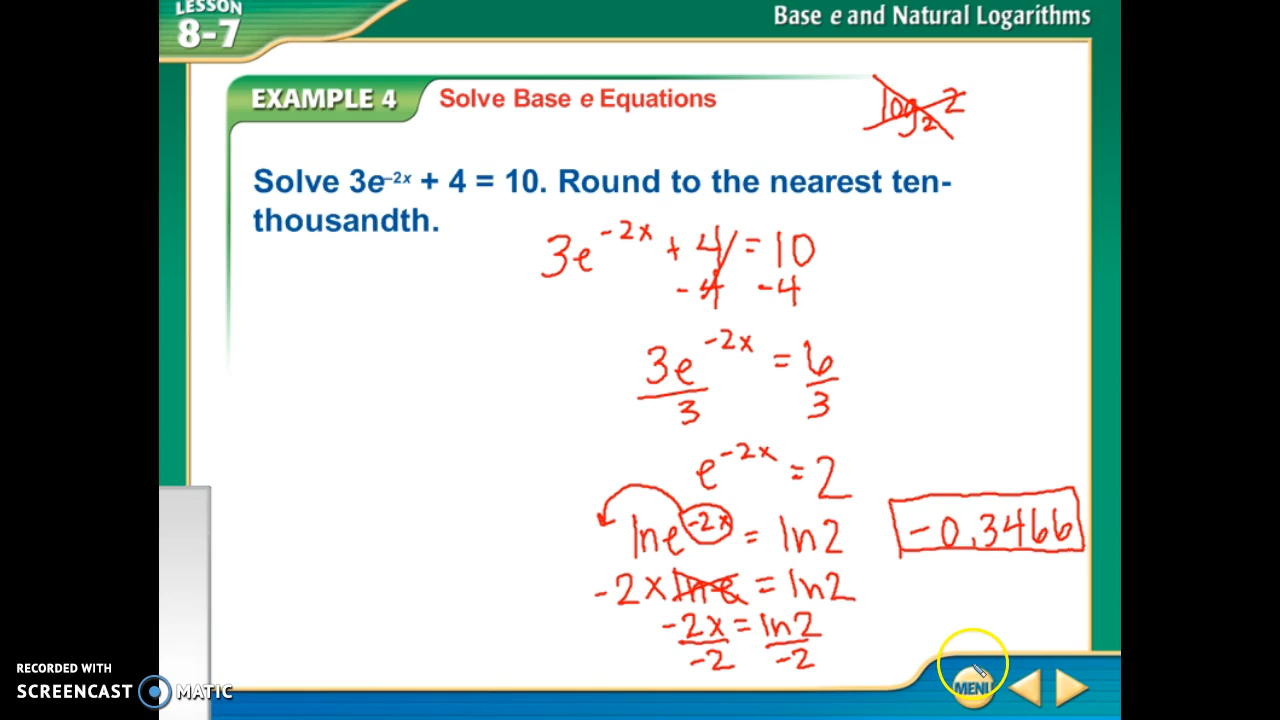 LESSON
8-7
Base e and Natural Logarithms
EXAMPLE 4 Solve Base e Equations
log₂ 2
Solve 3e⁻²ˣ + 4 = 10. Round to the nearest ten-
thousandth.
3e⁻²ˣ + 4 = 10
- 4 - 4
3e⁻²ˣ = 6
3 3
e⁻²ˣ = 2
ln e⁻²ˣ = ln 2
-2x ln e = ln 2
-2x = ln 2
-2 -2
-0.3466
RECORDED WITH
SCREENCAST MATIC
MENU